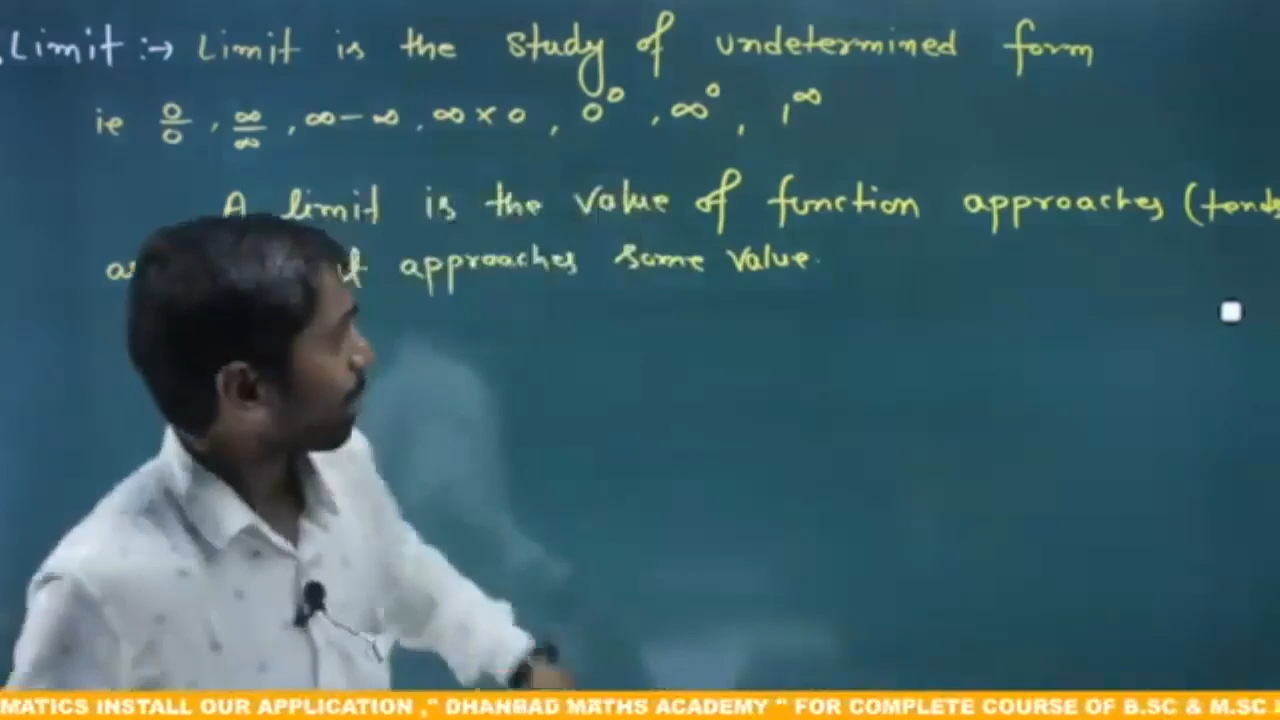 Limit :→ Limit is the study of undetermined form
ie 0/0, ∞/∞, ∞-∞, ∞×0, 0⁰, ∞⁰, 1^∞
A limit is the value of function approaches (tends
approaches some value.
MATICS INSTALL OUR APPLICATION ," DHANBAD MATHS ACADEMY " FOR COMPLETE COURSE OF B.SC & M.SC